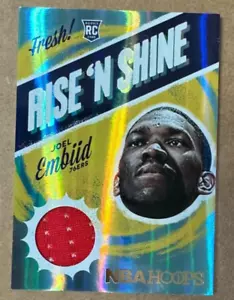 Fresh!
RC
RISE 'N SHINE
JOEL
Embiid
76ERS
NBA HOOPS